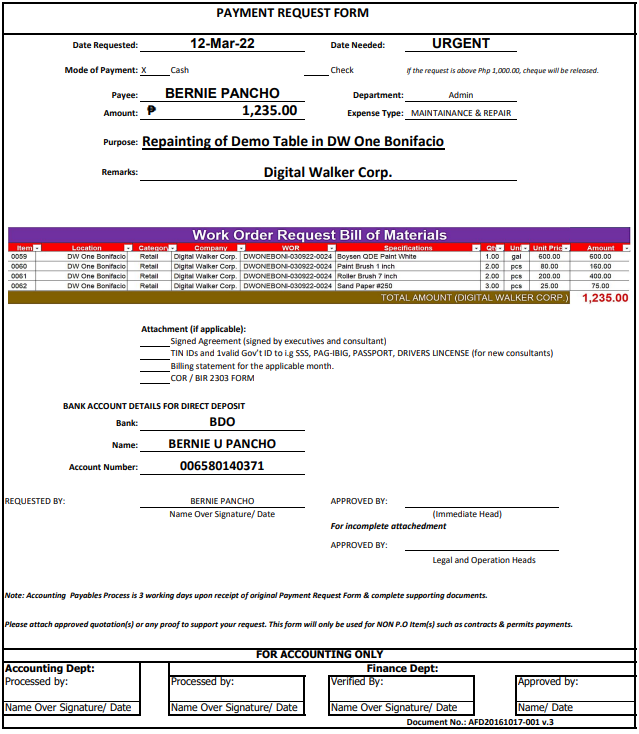 PAYMENT REQUEST FORM
Date Requested: 12-Mar-22 Date Needed: URGENT
Mode of Payment: X Cash Check If the request is above Php 1,000.00, cheque will be released.
Payee: BERNIE PANCHO Department: Admin
Amount: ₱ 1,235.00 Expense Type: MAINTAINANCE & REPAIR
Purpose: Repainting of Demo Table in DW One Bonifacio
Remarks: Digital Walker Corp.
Work Order Request Bill of Materials
Item Location Category Company WOR Specifications Qty Uni Unit Pric Amount
0059 DW One Bonifacio Retail Digital Walker Corp. DWONEBONI-030922-0024 Boysen QDE Paint White 1.00 gal 600.00 600.00
0060 DW One Bonifacio Retail Digital Walker Corp. DWONEBONI-030922-0024 Paint Brush 1 inch 2.00 pcs 80.00 160.00
0061 DW One Bonifacio Retail Digital Walker Corp. DWONEBONI-030922-0024 Roller Brush 7 inch 2.00 pcs 200.00 400.00
0062 DW One Bonifacio Retail Digital Walker Corp. DWONEBONI-030922-0024 Sand Paper #250 3.00 pcs 25.00 75.00
TOTAL AMOUNT (DIGITAL WALKER CORP.) 1,235.00
Attachment (if applicable):
Signed Agreement (signed by executives and consultant)
TIN IDs and 1valid Gov't ID to i.g SSS, PAG-IBIG, PASSPORT, DRIVERS LINCENSE (for new consultants)
Billing statement for the applicable month.
COR / BIR 2303 FORM
BANK ACCOUNT DETAILS FOR DIRECT DEPOSIT
Bank: BDO
Name: BERNIE U PANCHO
Account Number: 006580140371
REQUESTED BY: BERNIE PANCHO APPROVED BY:
Name Over Signature/ Date (Immediate Head)
For incomplete attachedment
APPROVED BY:
Legal and Operation Heads
Note: Accounting Payables Process is 3 working days upon receipt of original Payment Request Form & complete supporting documents.
Please attach approved quotation(s) or any proof to support your request. This form will only be used for NON P.O Item(s) such as contracts & permits payments.
FOR ACCOUNTING ONLY
Accounting Dept: Finance Dept:
Processed by: Processed by: Verified By: Approved by:
Name Over Signature/ Date Name Over Signature/ Date Name Over Signature/ Date Name/ Date
Document No.: AFD20161017-001 v.3